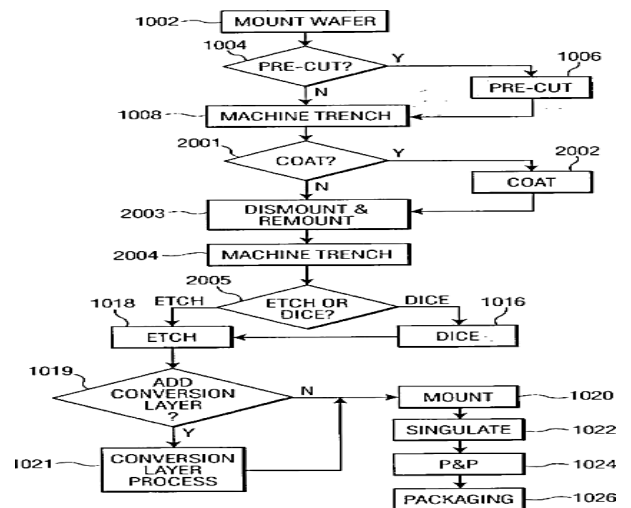 1002 MOUNT WAFER
1004
PRE-CUT? Y 1006
N PRE-CUT
1008 MACHINE TRENCH
2001
COAT? Y 2002
N COAT
2003 DISMOUNT &
REMOUNT
2004 MACHINE TRENCH
2005
1018 ETCH ETCH OR
DICE? DICE 1016
ETCH DICE
1019 ADD
CONVERSION
LAYER
?
N MOUNT 1020
Y SINGULATE 1022
1021 CONVERSION
LAYER
PROCESS
P&P 1024
PACKAGING 1026